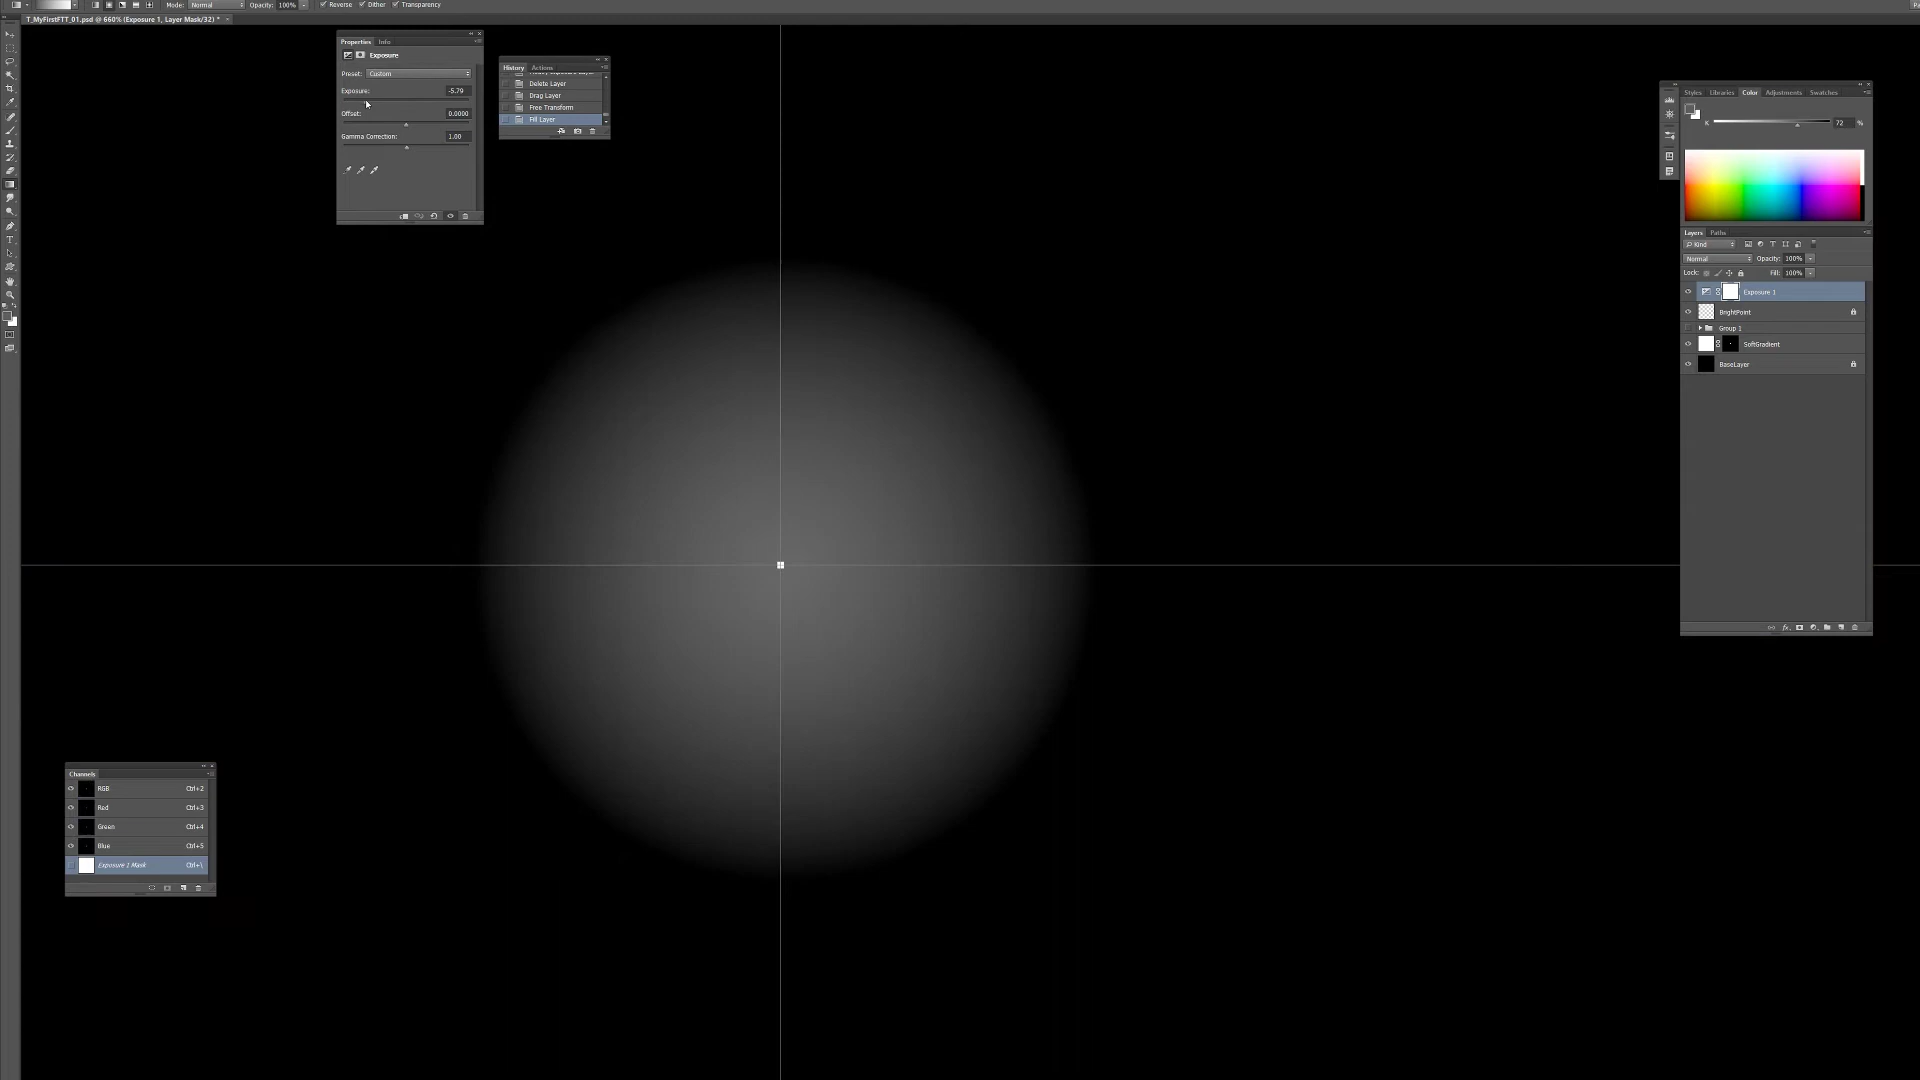 Mode: Normal Opacity: 100% Reverse Dither Transparency
T_MyFirstFTT_01.psd @ 660% (Exposure 1, Layer Mask/32) * ×
Properties Info
Exposure
Preset: Custom
Exposure: -5.79
Offset: 0.0000
Gamma Correction: 1.00
History Actions
Delete Layer
Drag Layer
Free Transform
Fill Layer
Styles Libraries Color Adjustments Swatches
K 72 %
Layers Paths
Kind
Normal Opacity: 100%
Lock: Fill: 100%
Exposure 1
BrightPoint
Group 1
SoftGradient
BaseLayer
Channels
RGB Ctrl+2
Red Ctrl+3
Green Ctrl+4
Blue Ctrl+5
Exposure 1 Mask Ctrl+\